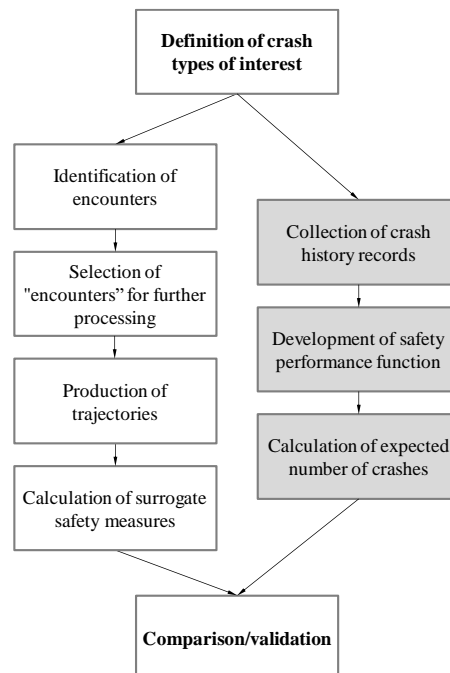 Definition of crash
types of interest
Identification of
encounters
Selection of
"encounters” for further
processing
Production of
trajectories
Calculation of surrogate
safety measures
Collection of crash
history records
Development of safety
performance function
Calculation of expected
number of crashes
Comparison/validation